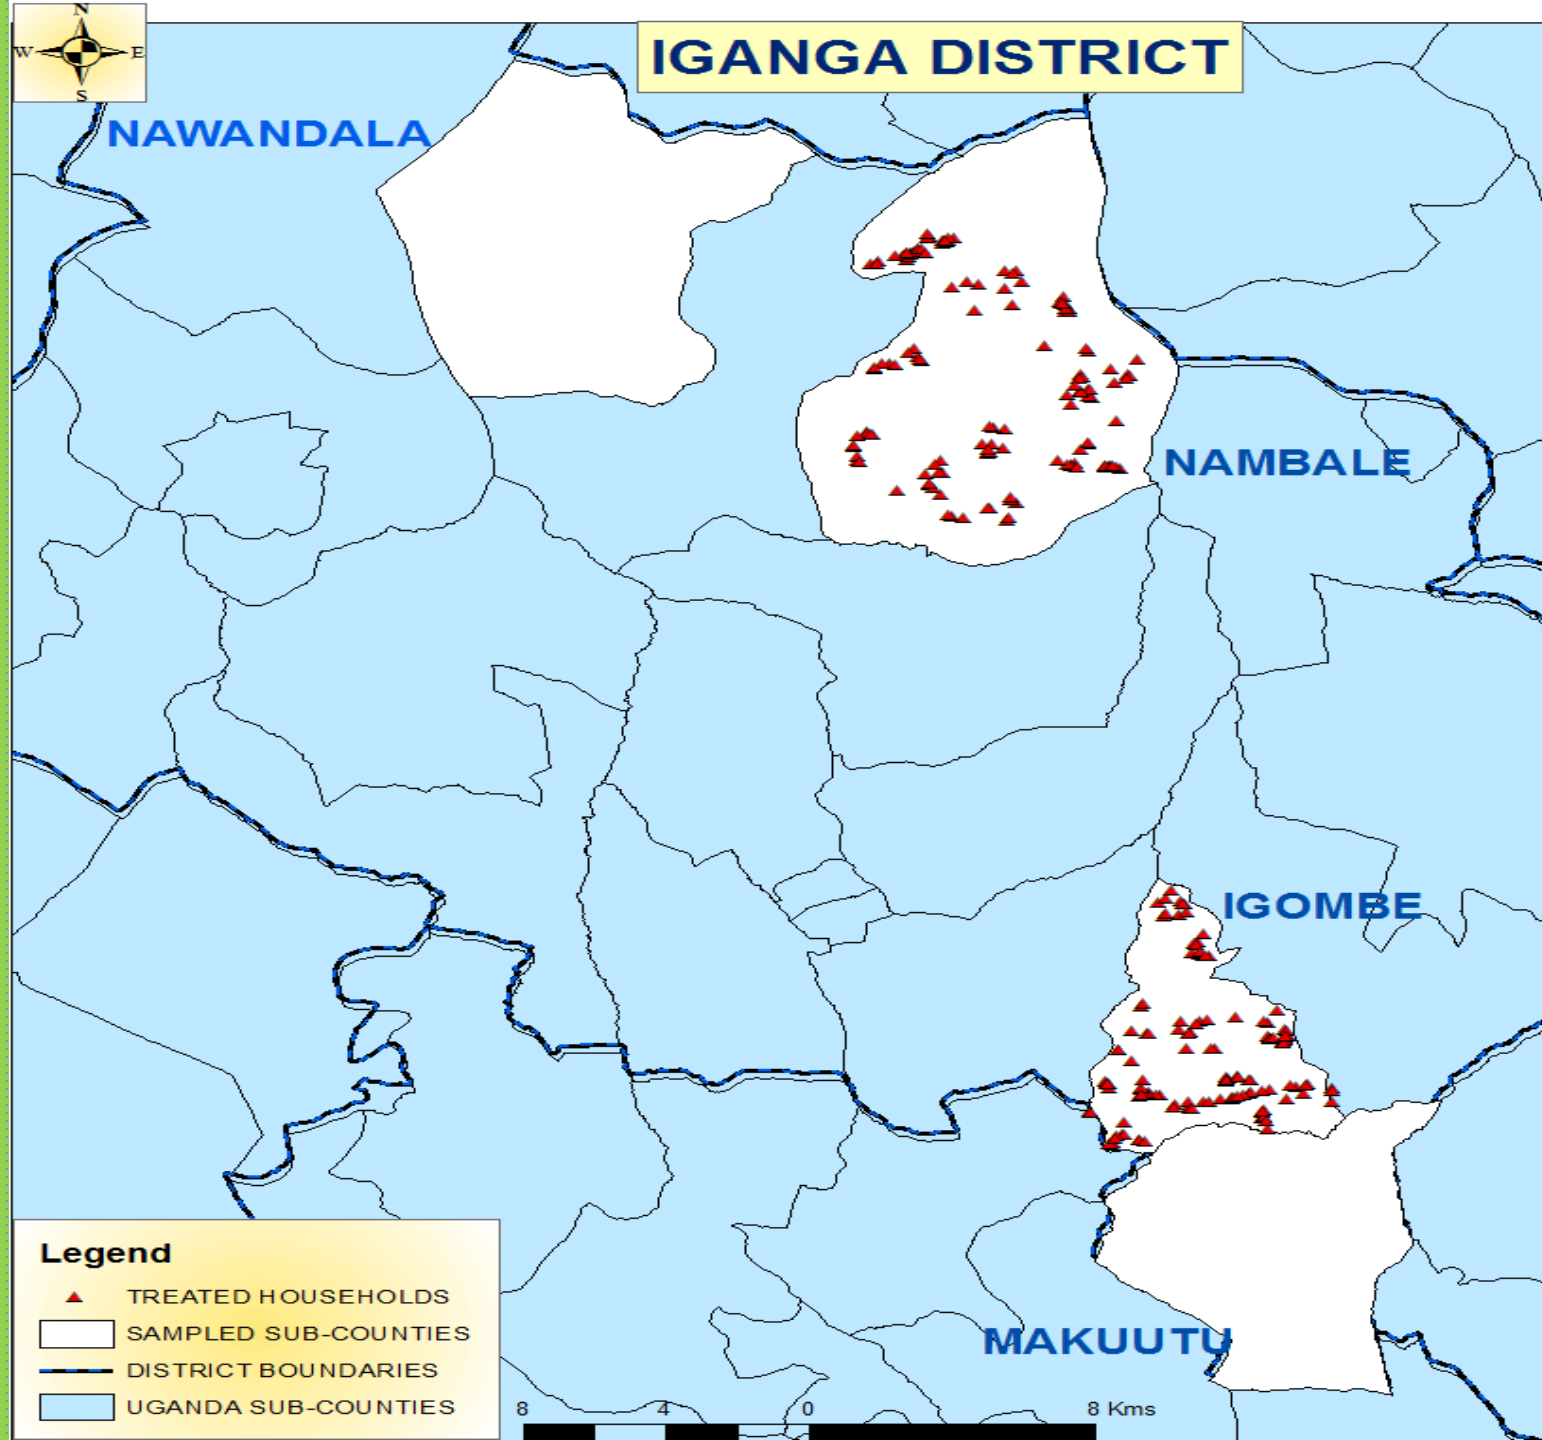 N
W E
S
IGANGA DISTRICT
NAWANDALA
NAMBALE
IGOMBE
MAKUUTU
Legend
TREATED HOUSEHOLDS
SAMPLED SUB-COUNTIES
DISTRICT BOUNDARIES
UGANDA SUB-COUNTIES
8 4 0 8 Kms